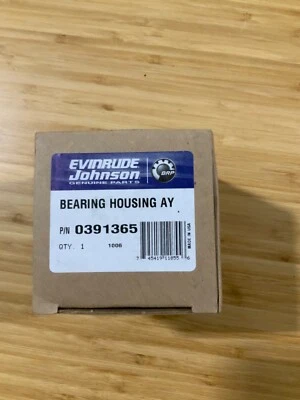 EVINRUDE
Johnson
GENUINE PARTS
BRP
BEARING HOUSING AY
P/N 0391365
QTY. 1 1006
MADE IN USA